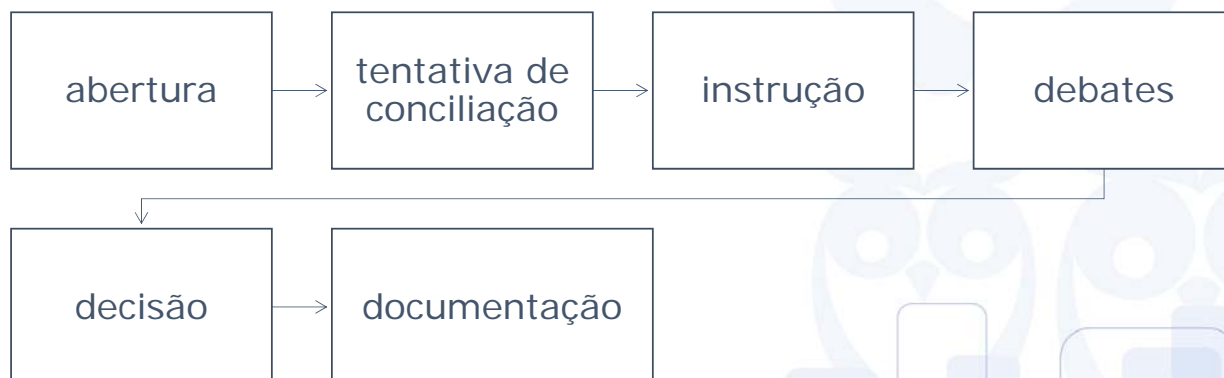 abertura
tentativa de
conciliação
instrução
debates
decisão
documentação